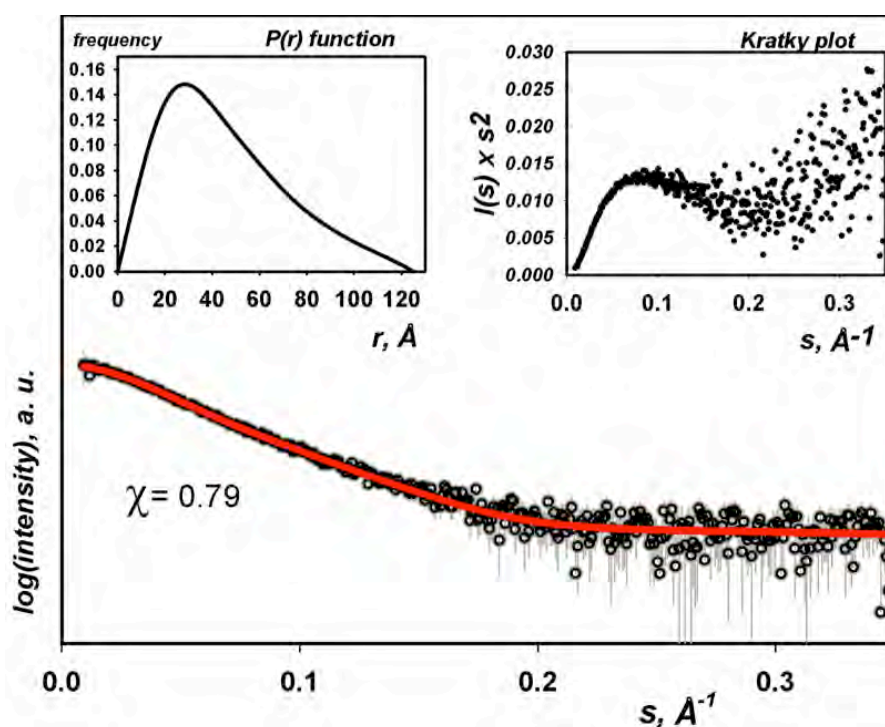 frequency
P(r) function
0.16
0.14
0.12
0.10
0.08
0.06
0.04
0.02
0.00
0 20 40 60 80 100 120
r, Å
Kratky plot
I(s) x s2
0.030
0.025
0.020
0.015
0.010
0.005
0.000
0.0 0.1 0.2 0.3
s, Å-1
log(intensity), a. u.
χ= 0.79
0.0 0.1 0.2 0.3
s, Å-1